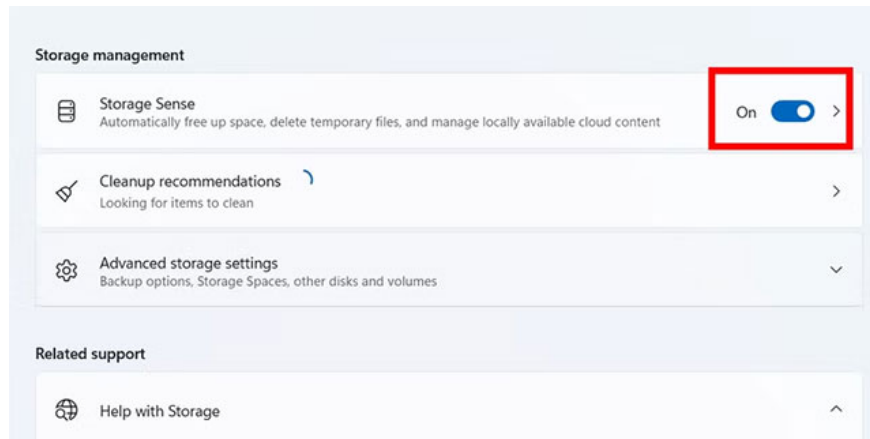 Storage management
Storage Sense
Automatically free up space, delete temporary files, and manage locally available cloud content
On
Cleanup recommendations
Looking for items to clean
Advanced storage settings
Backup options, Storage Spaces, other disks and volumes
Related support
Help with Storage